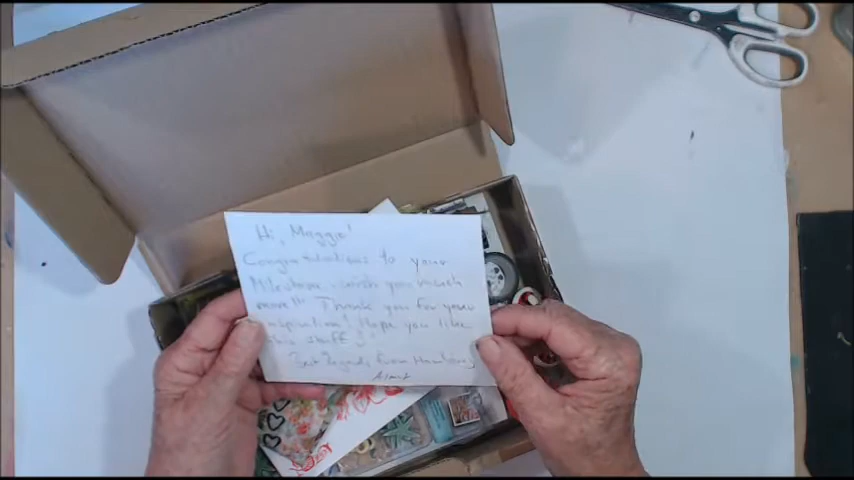 Hi, Maggie!
Congratulations to your
Milestone - wish you much
more!!! Thank you for your
inspiration! Hope you like
this stuff :)
Best Regards, from Hamburg